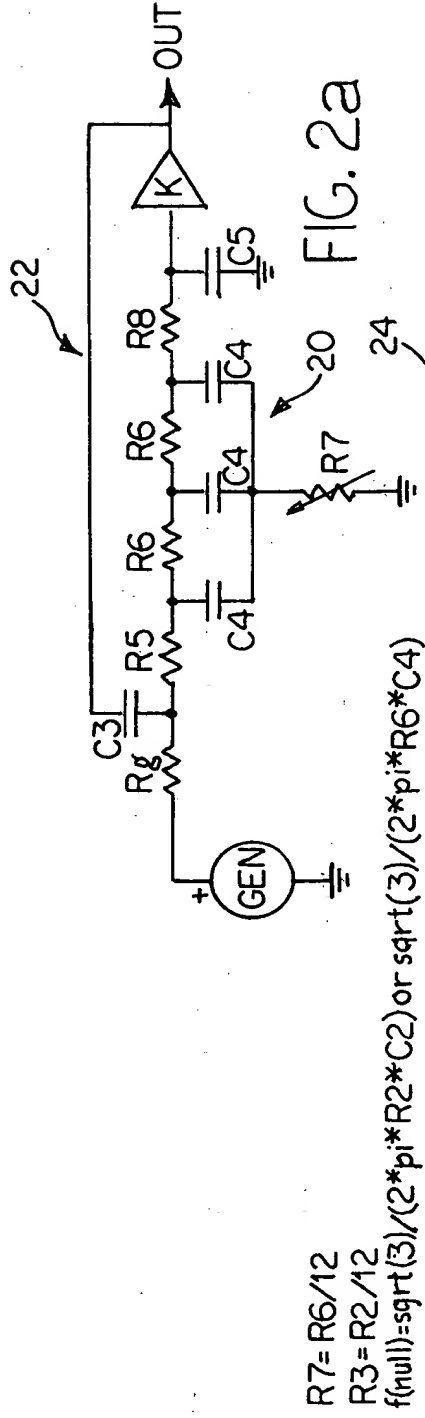 22
C3
Rg
R5
R6
R6
R8
K
OUT
+
GEN
C4
C4
C4
C5
20
R7
24
FIG. 2a
R7=R6/12
R3=R2/12
f(null)=sqrt(3)/(2*pi*R2*C2) or sqrt(3)/(2*pi*R6*C4)